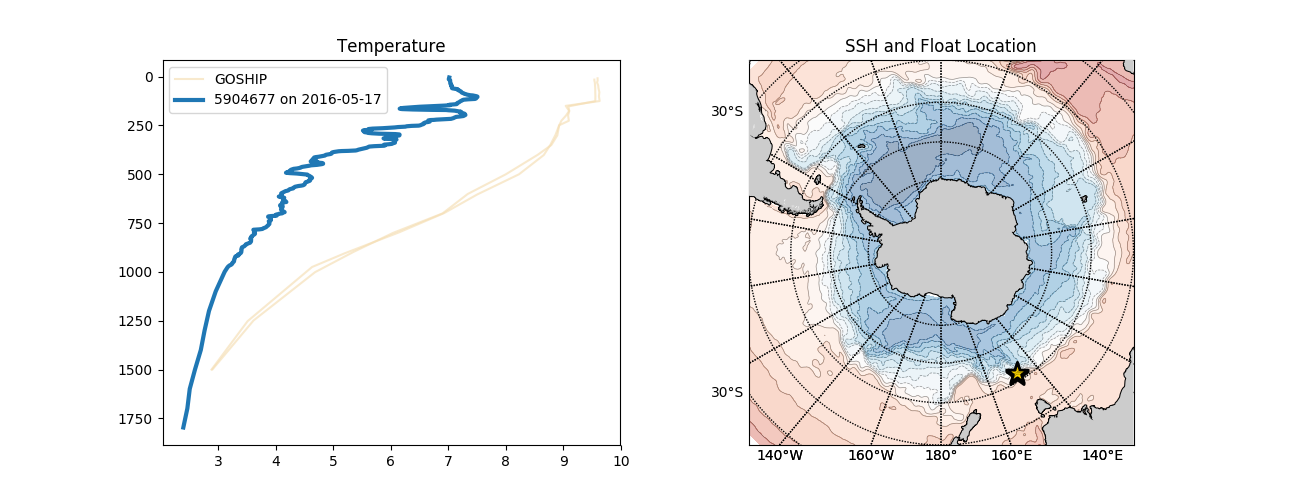 Temperature
GOSHIP
5904677 on 2016-05-17
0
250
500
750
1000
1250
1500
1750
3 4 5 6 7 8 9 10
SSH and Float Location
30°S
30°S
140°W 160°W 180° 160°E 140°E